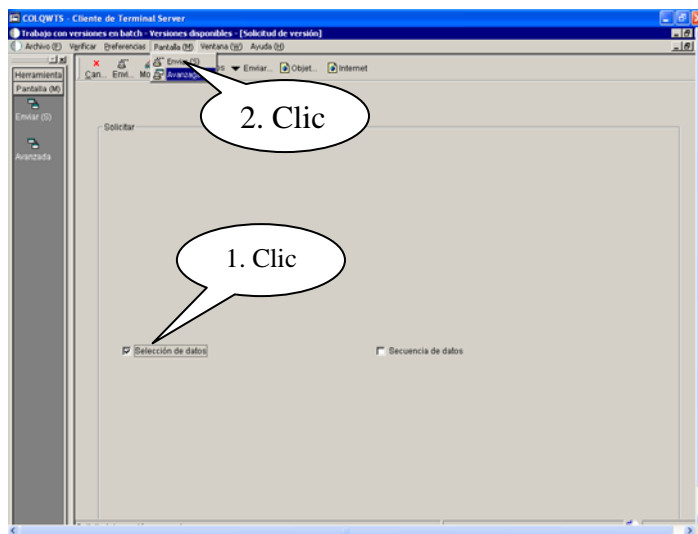 COLQWTS - Cliente de Terminal Server
Trabajo con versiones en batch - Versiones disponibles - [Solicitud de versión]
Archivo (F) Verificar Preferencias Pantalla (M) Ventana (W) Ayuda (H)
Can... Envi... Enviar... Objet... Internet
Enviar (S)
Herramienta
Pantalla (M)
Enviar (S)
Avanzada
2. Clic
Solicitar
1. Clic
Selección de datos Secuencia de datos